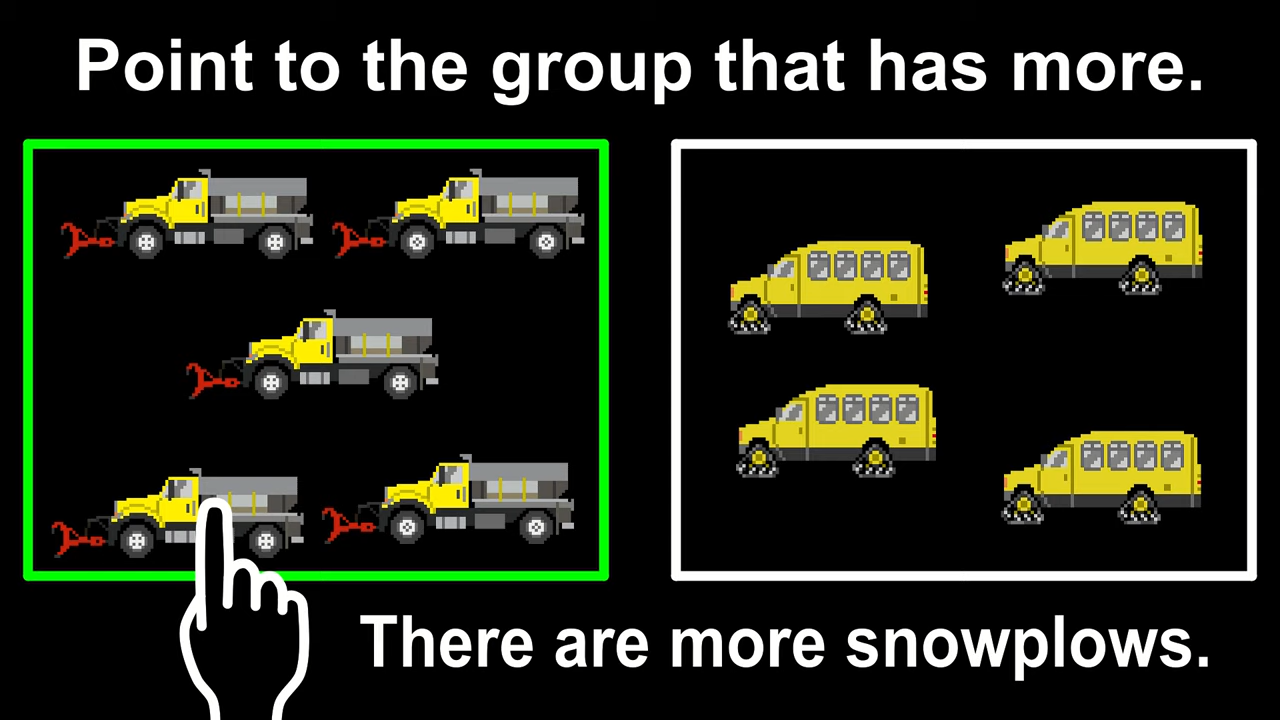 Point to the group that has more.
There are more snowplows.